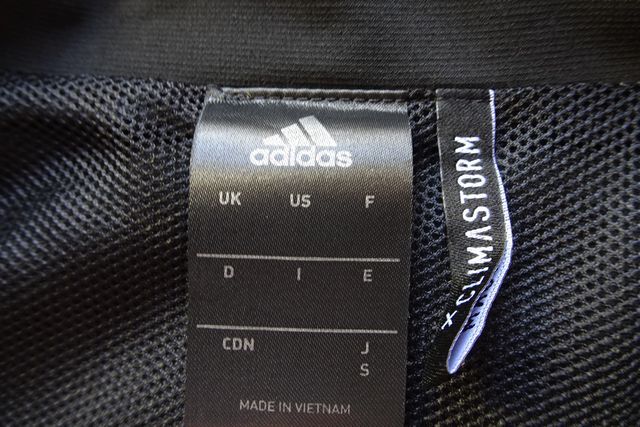 adidas
UK US F
D I E
CDN J
S
MADE IN VIETNAM
CLIMASTORM